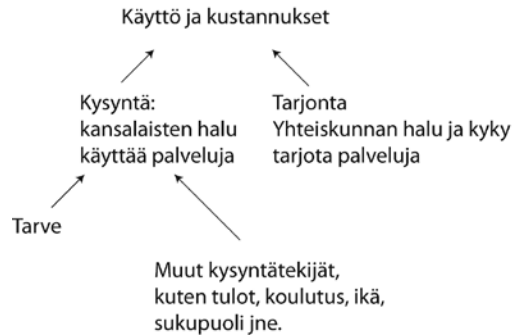 Käyttö ja kustannukset
Kysyntä:
kansalaisten halu
käyttää palveluja
Tarjonta
Yhteiskunnan halu ja kyky
tarjota palveluja
Tarve
Muut kysyntätekijät,
kuten tulot, koulutus, ikä,
sukupuoli jne.